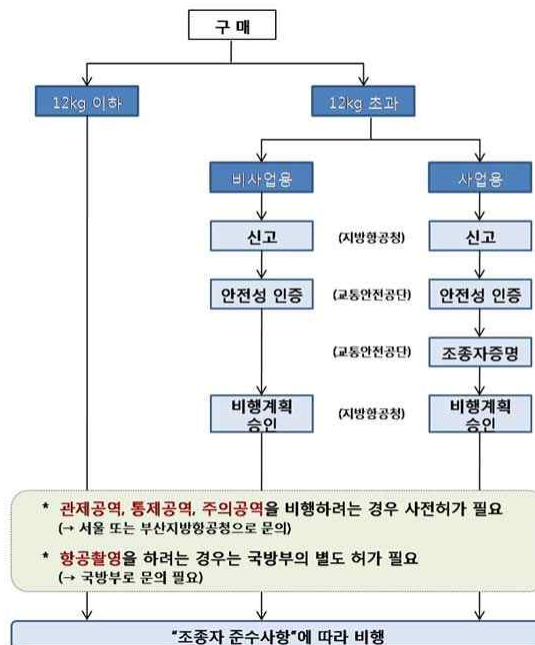 구 매
12kg 이하
12kg 초과
비사업용
사업용
신고
(지방항공청)
신고
안전성 인증
(교통안전공단)
안전성 인증
(교통안전공단)
조종자증명
비행계획
승인
(지방항공청)
비행계획
승인
* 관제공역, 통제공역, 주의공역을 비행하려는 경우 사전허가 필요
(→ 서울 또는 부산지방항공청으로 문의)
* 항공촬영을 하려는 경우는 국방부의 별도 허가 필요
(→ 국방부로 문의 필요)
"조종자 준수사항"에 따라 비행